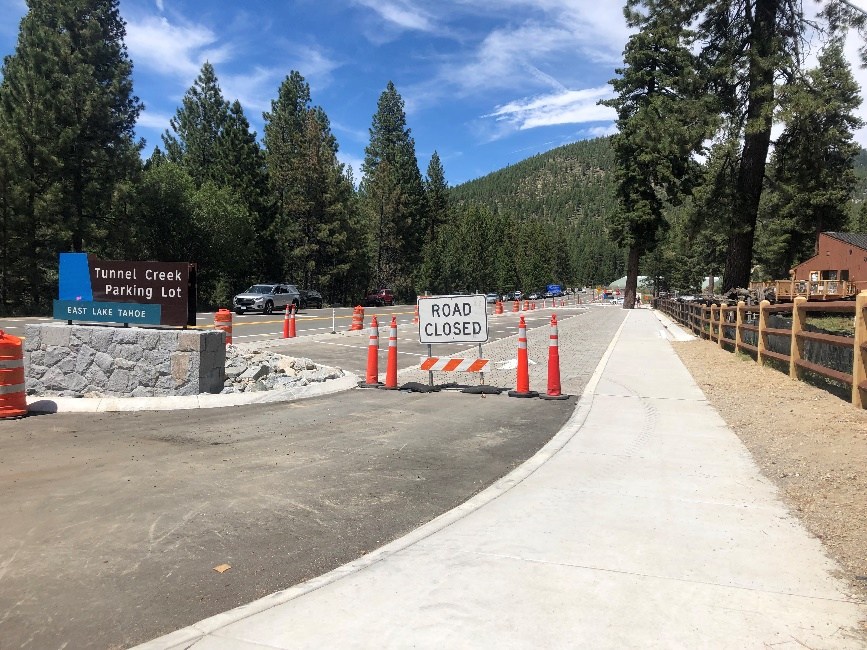 Tunnel Creek
Parking Lot
EAST LAKE TAHOE
ROAD
CLOSED